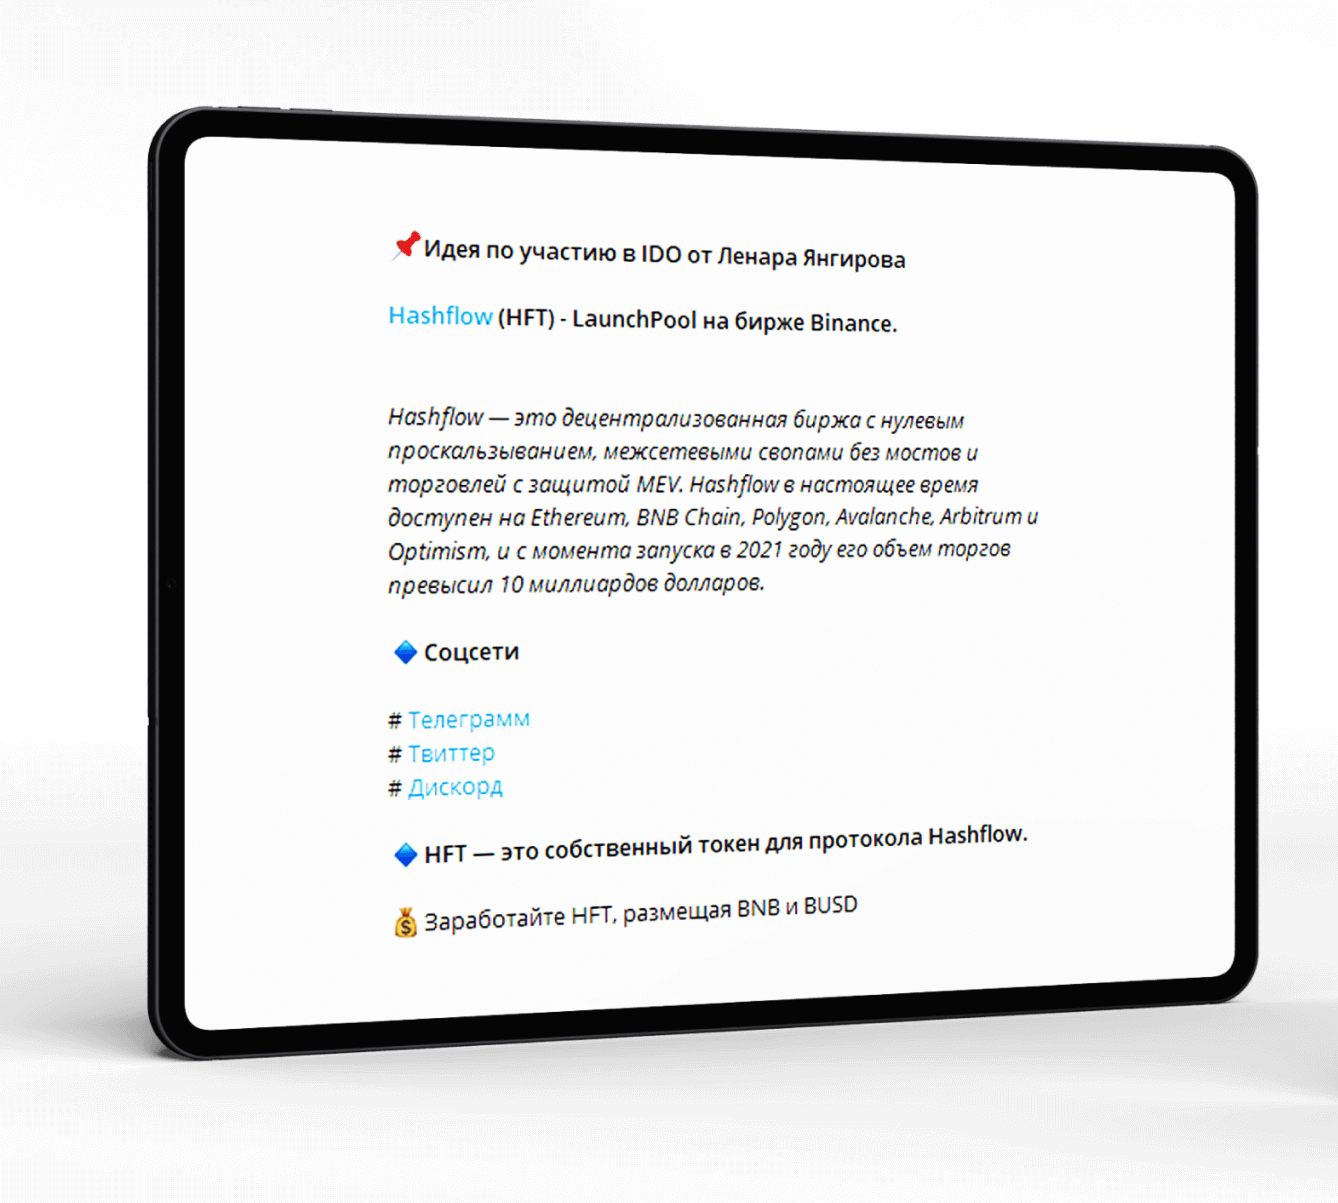 📌Идея по участию в IDO от Ленара Янгирова
Hashflow (HFT) - LaunchPool на бирже Binance.
Hashflow — это децентрализованная биржа с нулевым
проскальзыванием, межсетевыми свопами без мостов и
торговлей с защитой MEV. Hashflow в настоящее время
доступен на Ethereum, BNB Chain, Polygon, Avalanche, Arbitrum и
Optimism, и с момента запуска в 2021 году его объем торгов
превысил 10 миллиардов долларов.
🔷 Соцсети
# Телеграмм
# Твиттер
# Дискорд
🔷 HFT — это собственный токен для протокола Hashflow.
💰 Заработайте HFT, размещая BNB и BUSD